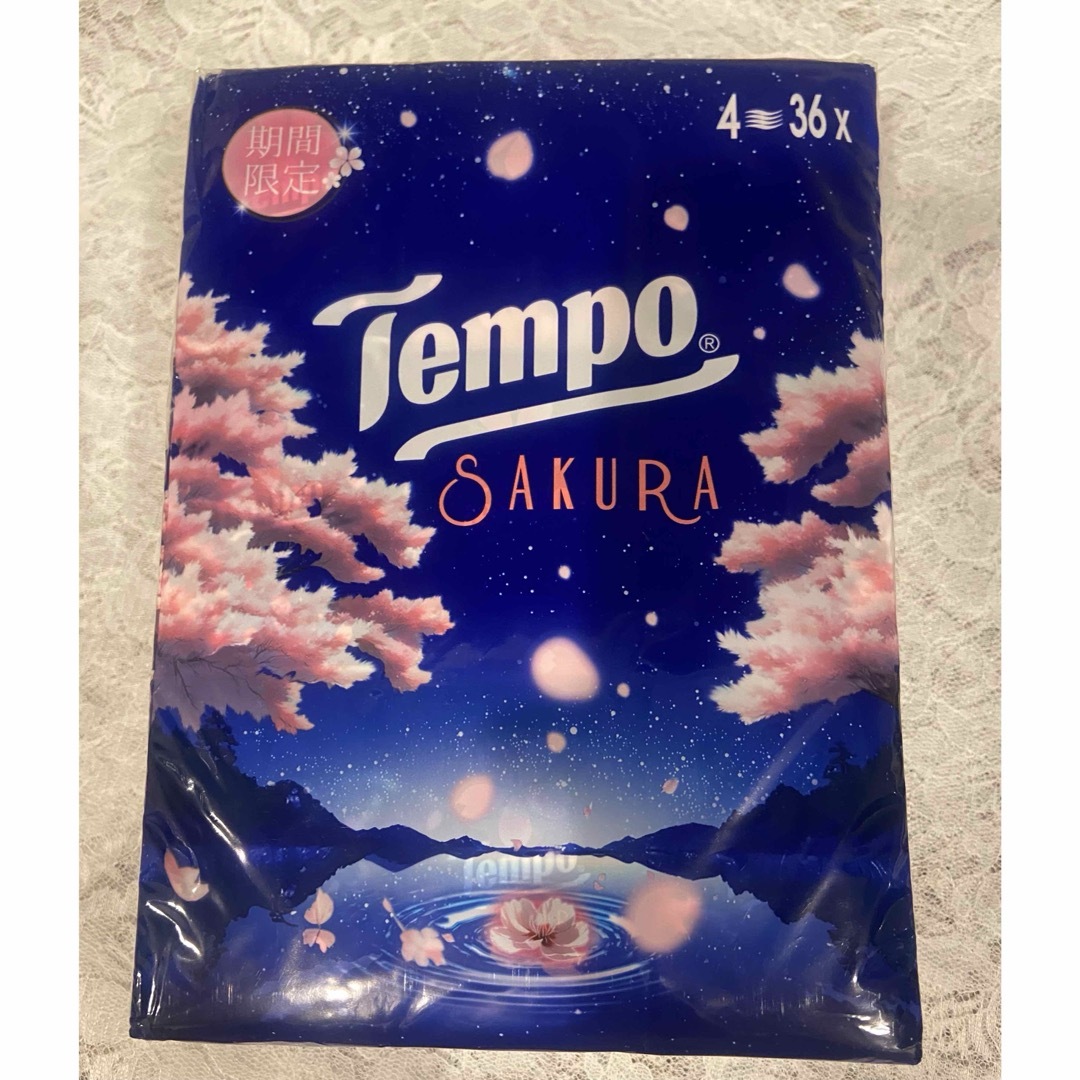 期間
限定
4 36 x
Tempo®
SAKURA
Tempo